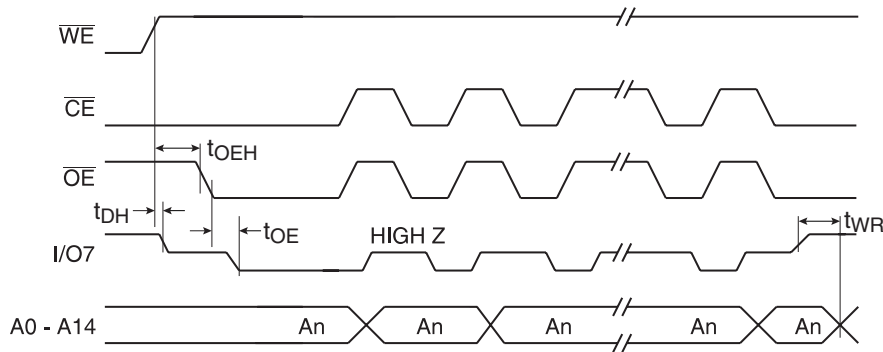 WE
CE
tOEH
OE
tDH
tOE
HIGH Z
tWR
I/O7
A0 - A14
An
An
An
An
An